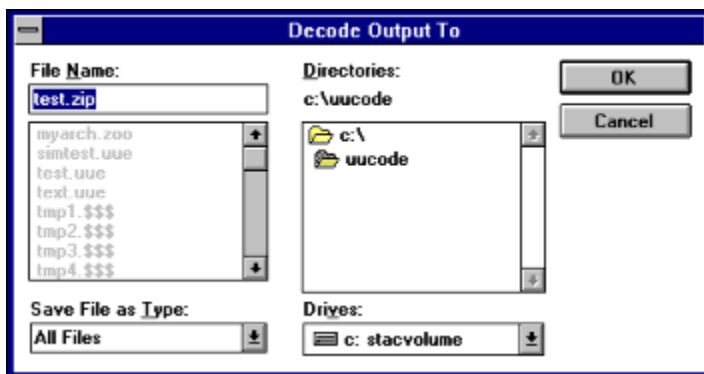 Decode Output To
File Name:
test.zip
myarch.zoo
simtest.uue
test.uue
text.uue
tmp1.$$$
tmp2.$$$
tmp3.$$$
tmp4.$$$
Save File as Type:
All Files
Directories:
c:\uucode
c:\
uucode
Drives:
c: stacvolume
OK
Cancel